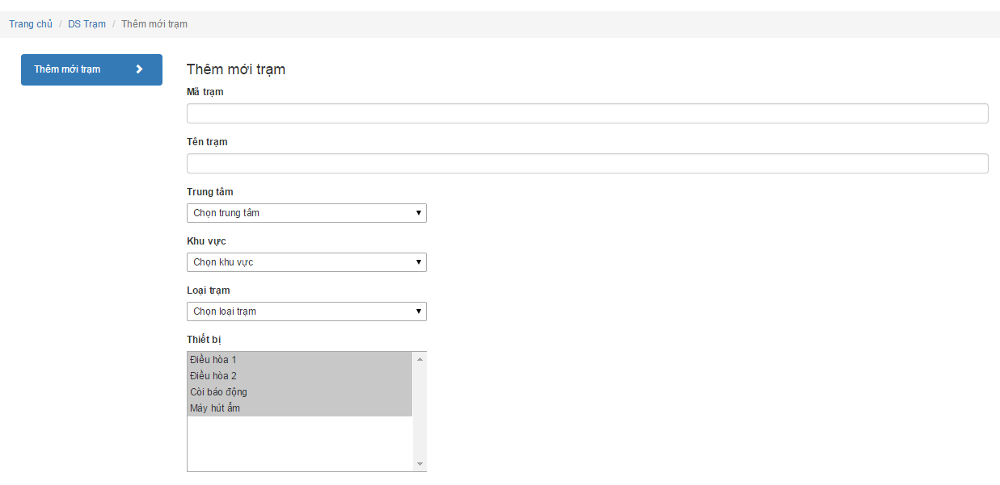 Trang chủ / DS Trạm / Thêm mới trạm
Thêm mới trạm
Thêm mới trạm
Mã trạm
Tên trạm
Trung tâm
Chọn trung tâm
Khu vực
Chọn khu vực
Loại trạm
Chọn loại trạm
Thiết bị
Điều hòa 1
Điều hòa 2
Còi báo động
Máy hút ẩm